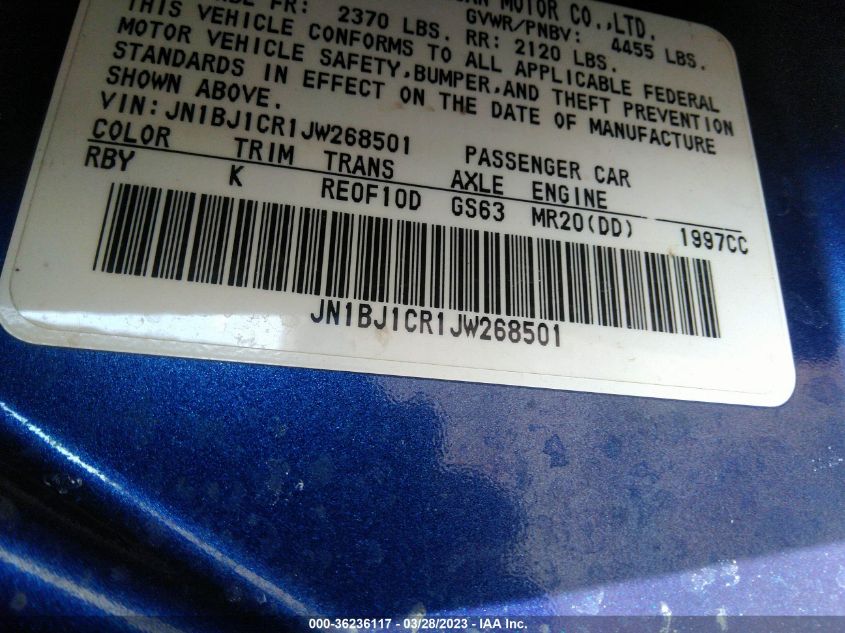 MOTOR CO.,LTD.
FR: 2370 LBS. GVWR/PNBV: 4455 LBS.
RR: 2120 LBS.
THIS VEHICLE CONFORMS TO ALL APPLICABLE FEDERAL
MOTOR VEHICLE SAFETY,BUMPER,AND THEFT PREVENTION
STANDARDS IN EFFECT ON THE DATE OF MANUFACTURE
SHOWN ABOVE.
VIN:JN1BJ1CR1JW268501 PASSENGER CAR
COLOR TRIM TRANS AXLE ENGINE
RBY K RE0F10D GS63 MR20(DD) 1997CC
JN1BJ1CR1JW268501
000-36236117 — 03/28/2023 — IAA Inc.